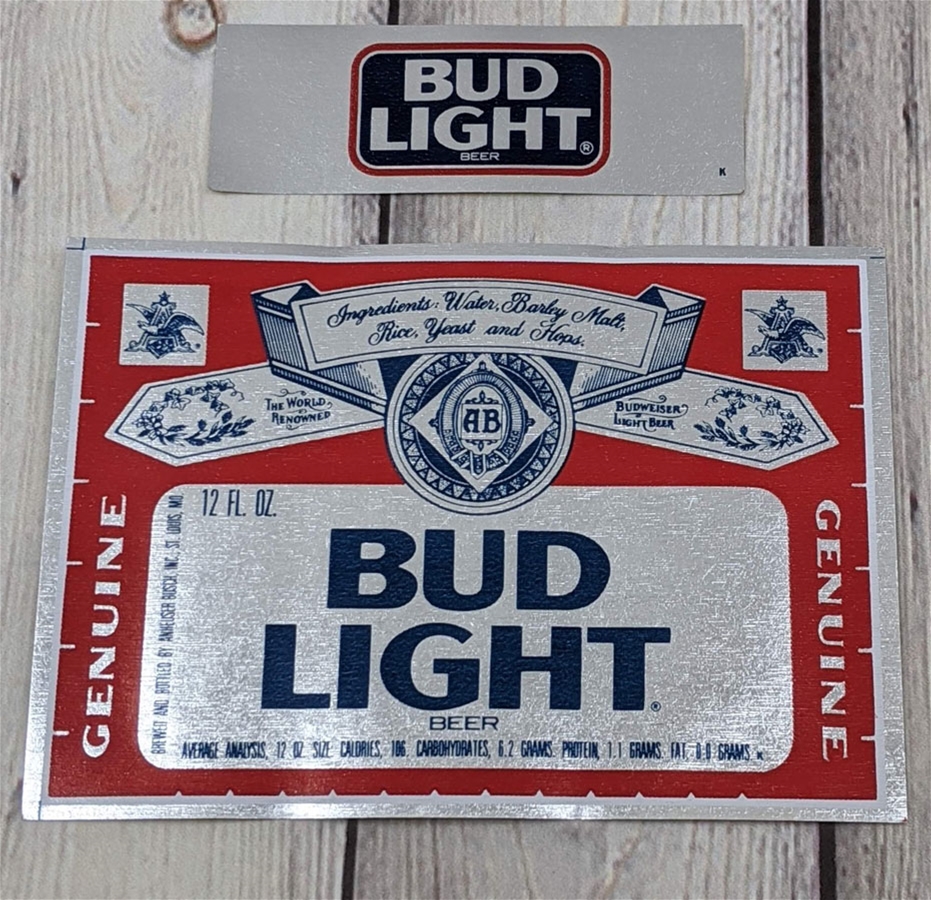 BUD
LIGHT®
BEER
K
Ingredients: Water, Barley Malt,
Rice, Yeast and Hops.
THE WORLD
RENOWNED
AB
BUDWEISER
LIGHT BEER
GENUINE
12 FL. OZ.
BREWED AND BOTTLED BY ANHEUSER-BUSCH, INC., ST. LOUIS, MO.
BUD
LIGHT®
BEER
AVERAGE ANALYSIS, 12 OZ. SIZE CALORIES, 106 CARBOHYDRATES, 6.2 GRAMS PROTEIN, 1.1 GRAMS FAT, 0.0 GRAMS K
GENUINE